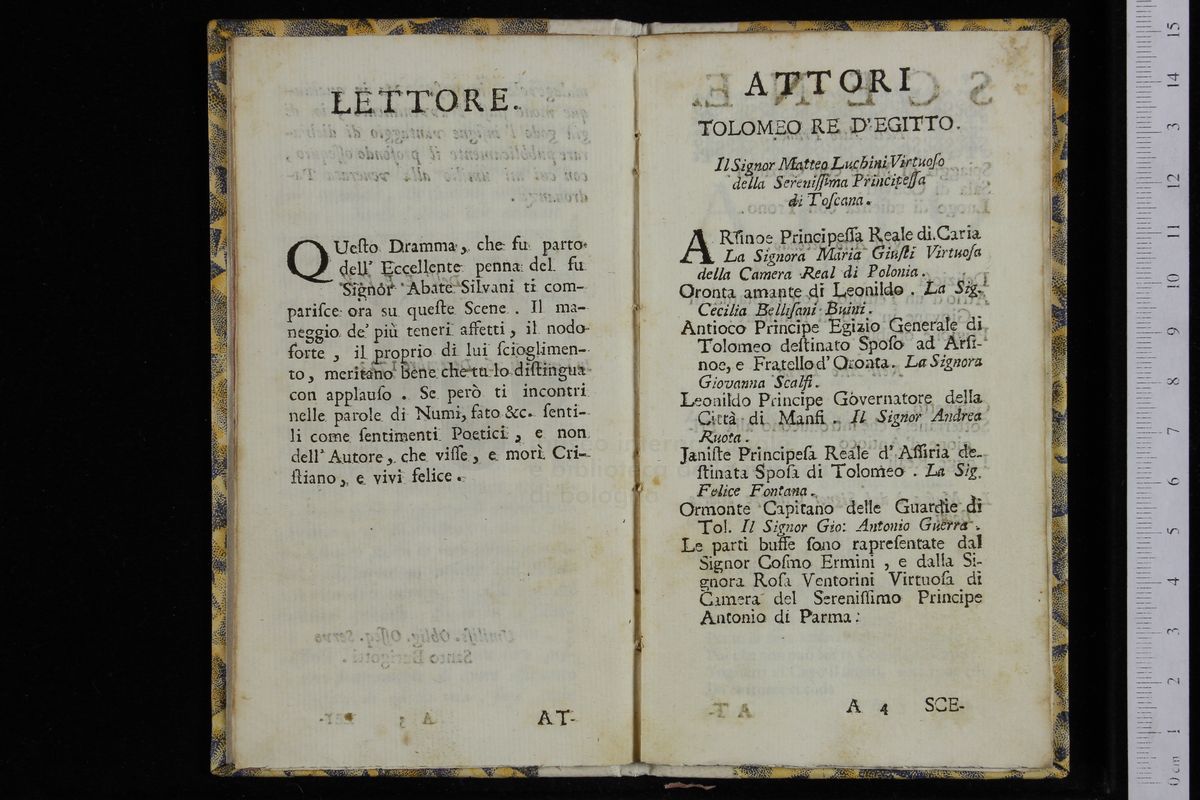 LETTORE.
QUeſto Dramma, che fu parto
dell' Eccellente penna del fu
Signor Abate Silvani ti com-
pariſce ora su queſte Scene. Il ma-
neggio de' più teneri affetti, il nodo
forte, il proprio di lui ſcioglimen-
to, meritano bene che tu lo diſtingua
con applauſo. Se però ti incontri
nelle parole di Numi, fato &c. ſenti-
li come ſentimenti Poetici, e non
dell' Autore, che viſſe, e morì Cri-
ſtiano, e vivi felice.
AT-
ATTORI
TOLOMEO RE D'EGITTO.
Il Signor Matteo Luchini Virtuoſo
della Sereniſſima Principeſſa
di Toſcana.
ARſinoe Principeſſa Reale di Caria
La Signora Maria Giuſti Virtuoſa
della Camera Real di Polonia.
Oronta amante di Leonildo. La Sig.
Cecilia Belliſani Buini.
Antioco Principe Egizio Generale di
Tolomeo deſtinato Spoſo ad Arſi-
noe, e Fratello d'Oronta. La Signora
Giovanna Scalfi.
Leonildo Principe Governatore della
Città di Manfi. Il Signor Andrea
Ruota.
Janiſte Principeſa Reale d'Aſſiria de-
ſtinata Spoſa di Tolomeo. La Sig.
Felice Fontana.
Ormonte Capitano delle Guardie di
Tol. Il Signor Gio: Antonio Guerra.
Le parti buffe ſono rapreſentate dal
Signor Coſmo Ermini, e dalla Si-
gnora Roſa Ventorini Virtuoſa di
Camera del Sereniſſimo Principe
Antonio di Parma.
A 4 SCE-